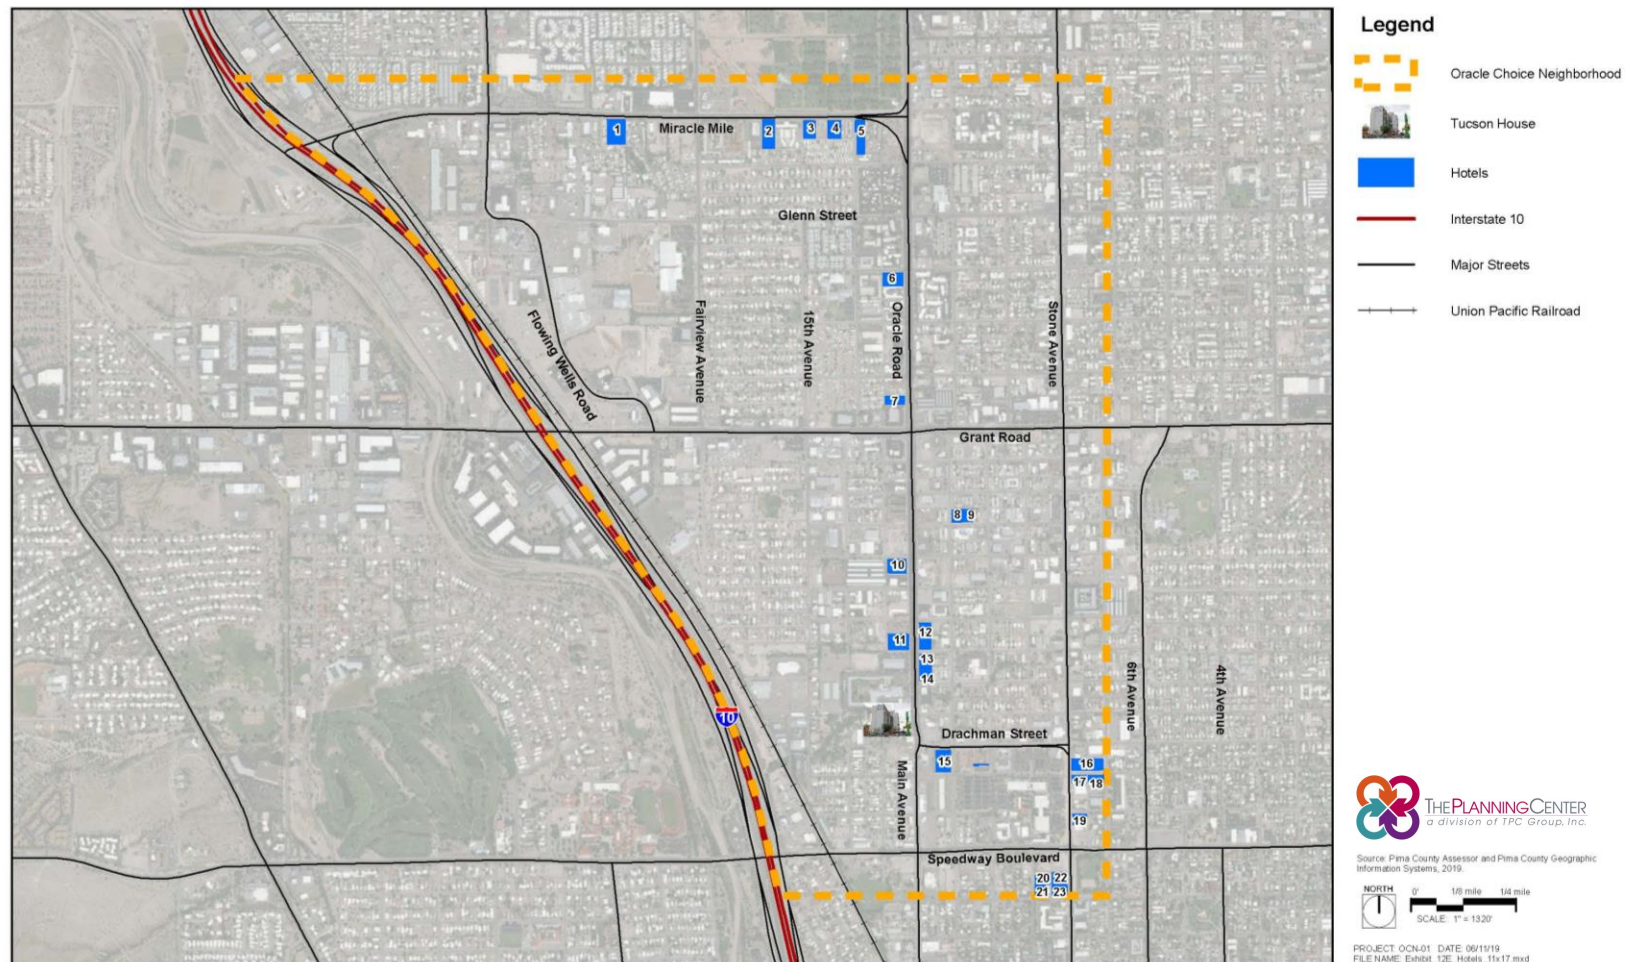 Legend
Oracle Choice Neighborhood
Tucson House
Hotels
Interstate 10
Major Streets
Union Pacific Railroad
Miracle Mile
1
2
3
4
5
Glenn Street
6
Flowing Wells Road
Fairview Avenue
15th Avenue
Oracle Road
Stone Avenue
7
Grant Road
8 9
10
11
12
13
14
6th Avenue
4th Avenue
10
Drachman Street
15
16
17 18
Main Avenue
19
Speedway Boulevard
20 22
21 23
THE PLANNING CENTER
a division of TPC Group, Inc.
Source: Pima County Assessor and Pima County Geographic
Information Systems, 2019.
NORTH
0' 1/8 mile 1/4 mile
SCALE: 1" = 1320'
PROJECT: OCN-01 DATE: 06/11/19
FILE NAME: Exhibit_12E_Hotels_11x17.mxd